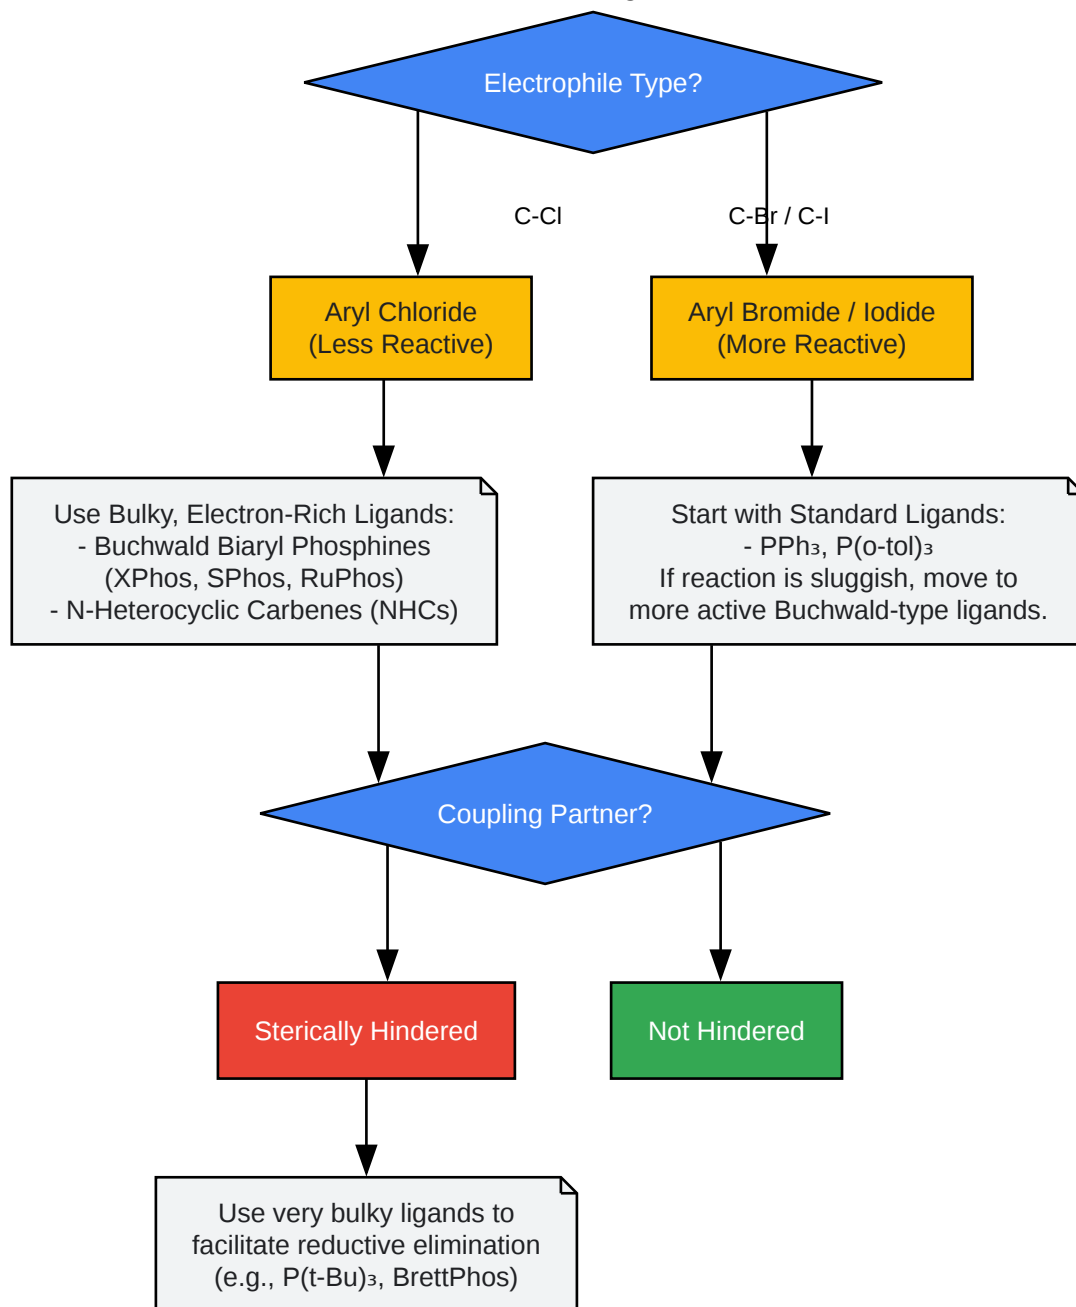 Electrophile Type?
C-Cl
C-Br / C-I
Aryl Chloride
(Less Reactive)
Aryl Bromide / Iodide
(More Reactive)
Use Bulky, Electron-Rich Ligands:
- Buchwald Biaryl Phosphines
(XPhos, SPhos, RuPhos)
- N-Heterocyclic Carbenes (NHCs)
Start with Standard Ligands:
- PPh₃, P(o-tol)₃
If reaction is sluggish, move to
more active Buchwald-type ligands.
Coupling Partner?
Sterically Hindered
Not Hindered
Use very bulky ligands to
facilitate reductive elimination
(e.g., P(t-Bu)₃, BrettPhos)